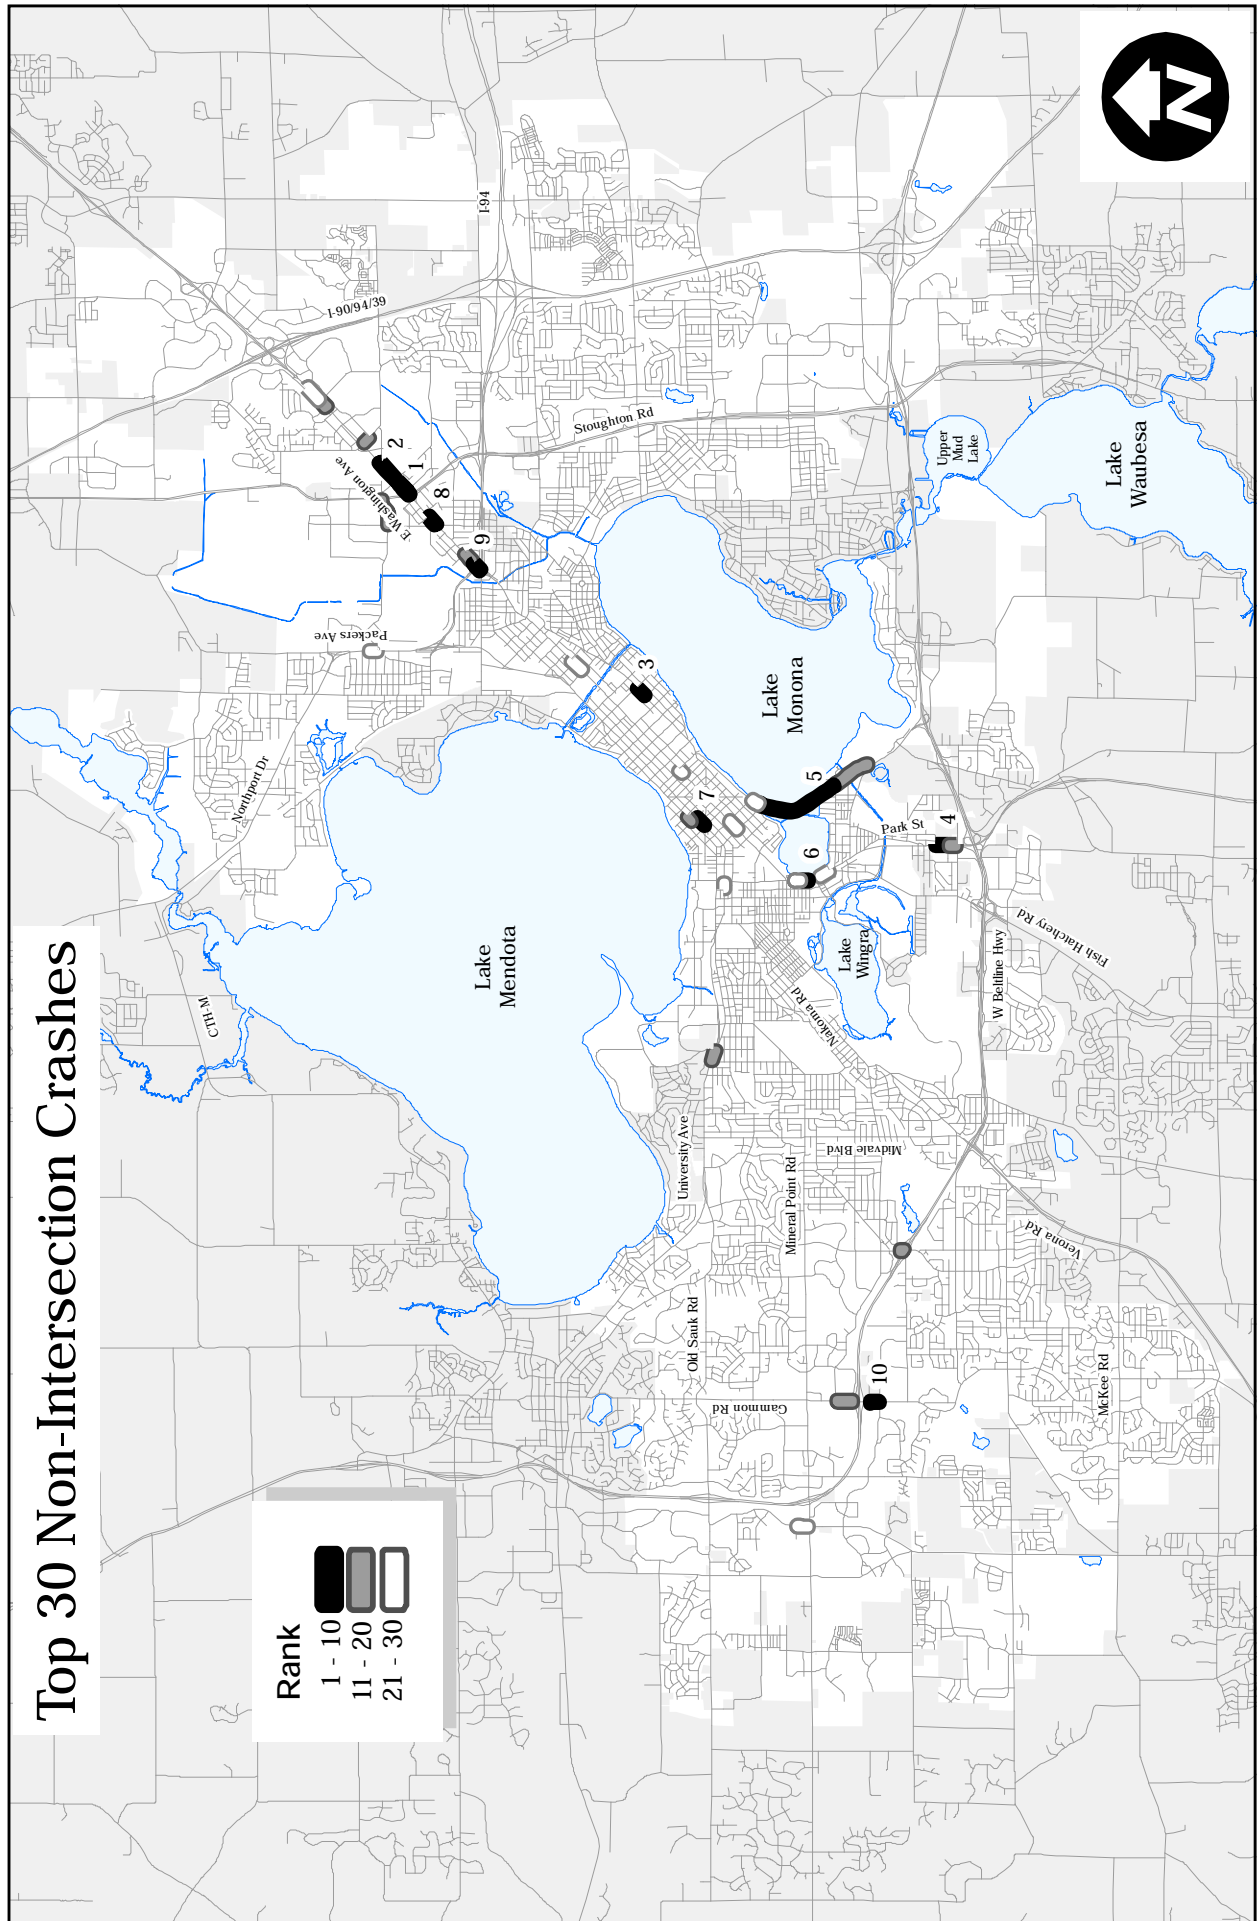 Top 30 Non-Intersection Crashes
Rank
1 - 10
11 - 20
21 - 30
N
I-94
I-90/94/39
Stoughton Rd
E Washington Ave
2
1
8
9
Packers Ave
Northport Dr
CTH-M
Lake
Mendota
3
7
Lake
Monona
5
6
Park St
4
Upper
Mud
Lake
Lake
Waubesa
Lake
Wingra
Fish Hatchery Rd
W Beltline Hwy
Nakoma Rd
University Ave
Midvale Blvd
Mineral Point Rd
Verona Rd
Old Sauk Rd
Gammon Rd
10
McKee Rd